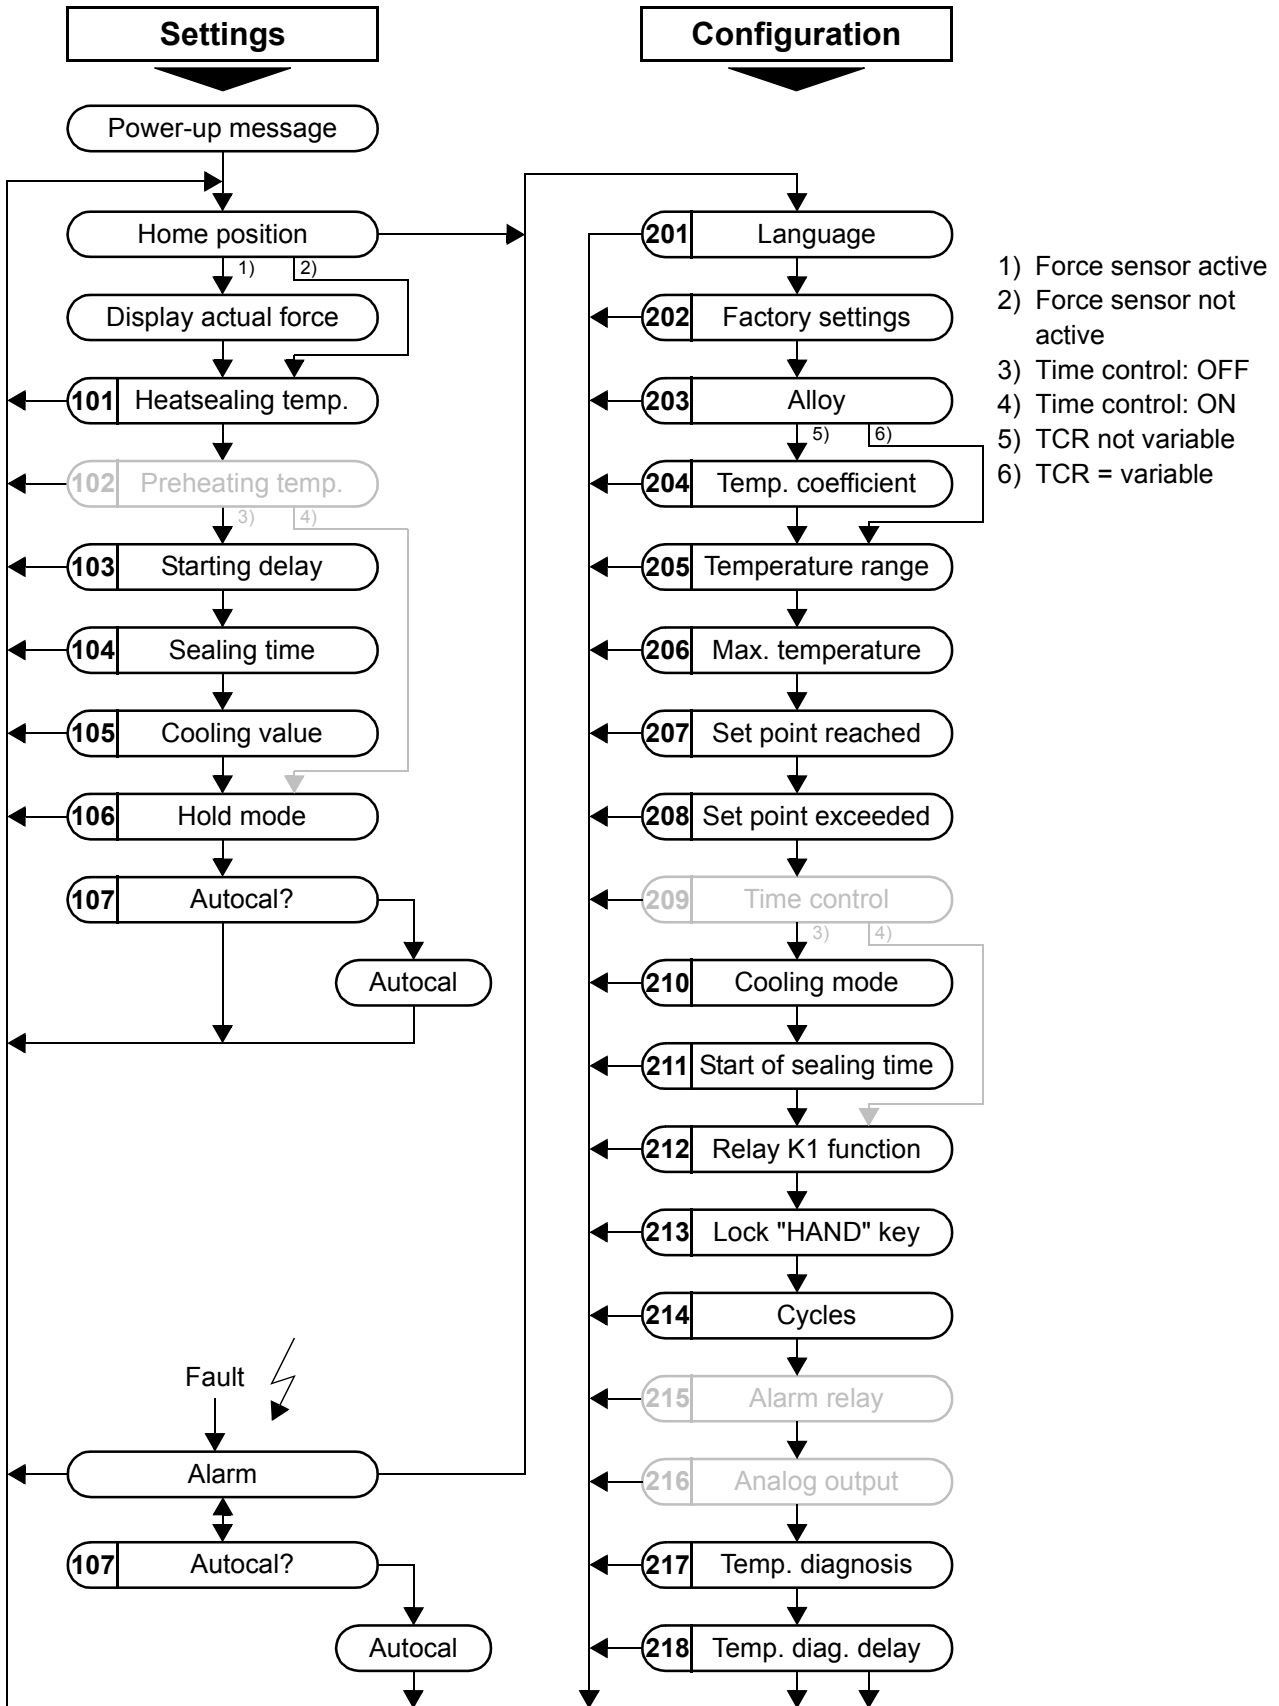 Settings
Power-up message
Home position
1)
2)
Display actual force
101 Heatsealing temp.
102 Preheating temp.
3)
4)
103 Starting delay
104 Sealing time
105 Cooling value
106 Hold mode
107 Autocal?
Autocal
Fault
Alarm
107 Autocal?
Autocal
Configuration
201 Language
202 Factory settings
203 Alloy
5)
6)
204 Temp. coefficient
205 Temperature range
206 Max. temperature
207 Set point reached
208 Set point exceeded
209 Time control
3)
4)
210 Cooling mode
211 Start of sealing time
212 Relay K1 function
213 Lock "HAND" key
214 Cycles
215 Alarm relay
216 Analog output
217 Temp. diagnosis
218 Temp. diag. delay
1) Force sensor active
2) Force sensor not
active
3) Time control: OFF
4) Time control: ON
5) TCR not variable
6) TCR = variable